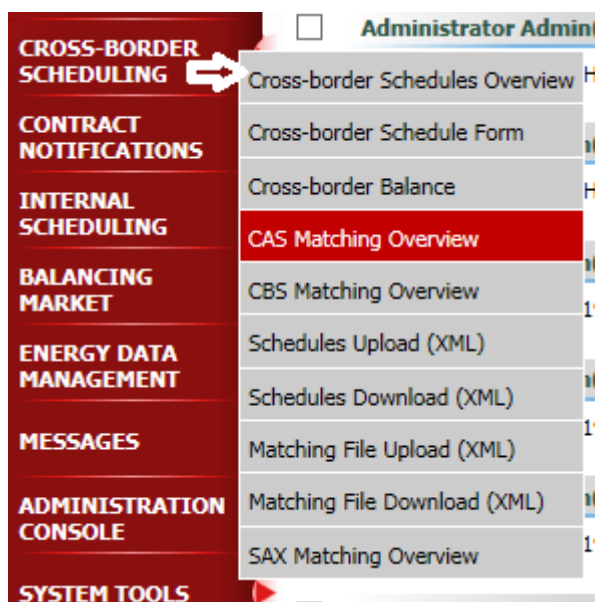 Administrator Admin
CROSS-BORDER
SCHEDULING
CONTRACT
NOTIFICATIONS
INTERNAL
SCHEDULING
BALANCING
MARKET
ENERGY DATA
MANAGEMENT
MESSAGES
ADMINISTRATION
CONSOLE
SYSTEM TOOLS
Cross-border Schedules Overview
Cross-border Schedule Form
Cross-border Balance
CAS Matching Overview
CBS Matching Overview
Schedules Upload (XML)
Schedules Download (XML)
Matching File Upload (XML)
Matching File Download (XML)
SAX Matching Overview